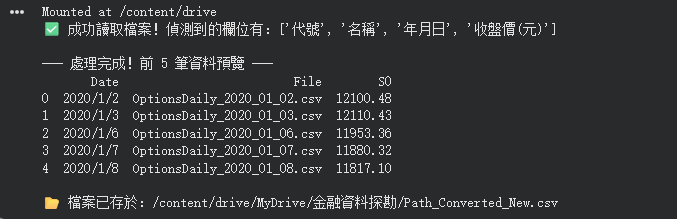 Mounted at /content/drive
✅ 成功讀取檔案! 偵測到的欄位有: ['代號', '名稱', '年月日', '收盤價(元)']
--- 處理完成! 前 5 筆資料預覽 ---
Date File S0
0 2020/1/2 OptionsDaily_2020_01_02.csv 12100.48
1 2020/1/3 OptionsDaily_2020_01_03.csv 12110.43
2 2020/1/6 OptionsDaily_2020_01_06.csv 11953.36
3 2020/1/7 OptionsDaily_2020_01_07.csv 11880.32
4 2020/1/8 OptionsDaily_2020_01_08.csv 11817.10
📂 檔案已存於: /content/drive/MyDrive/金融資料探勘/Path_Converted_New.csv